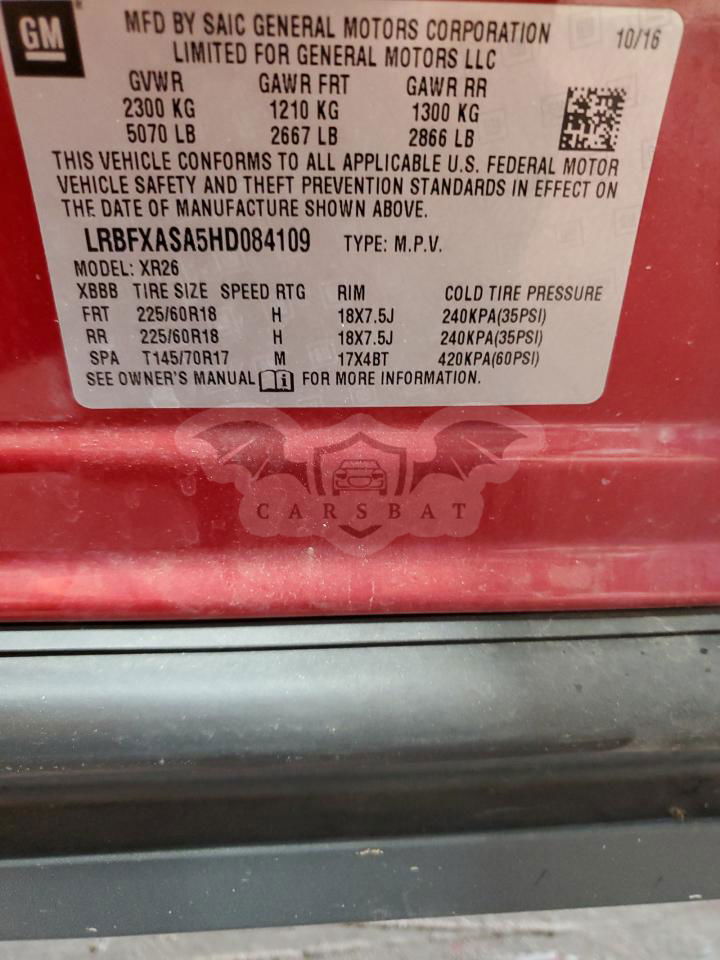 GM
MFD BY SAIC GENERAL MOTORS CORPORATION
LIMITED FOR GENERAL MOTORS LLC
10/16
GVWR GAWR FRT GAWR RR
2300 KG 1210 KG 1300 KG
5070 LB 2667 LB 2866 LB
THIS VEHICLE CONFORMS TO ALL APPLICABLE U.S. FEDERAL MOTOR
VEHICLE SAFETY AND THEFT PREVENTION STANDARDS IN EFFECT ON
THE DATE OF MANUFACTURE SHOWN ABOVE.
LRBFXASA5HD084109 TYPE: M.P.V.
MODEL: XR26
XBBB TIRE SIZE SPEED RTG RIM COLD TIRE PRESSURE
FRT 225/60R18 H 18X7.5J 240KPA(35PSI)
RR 225/60R18 H 18X7.5J 240KPA(35PSI)
SPA T145/70R17 M 17X4BT 420KPA(60PSI)
SEE OWNER'S MANUAL i FOR MORE INFORMATION.
CARSBAT